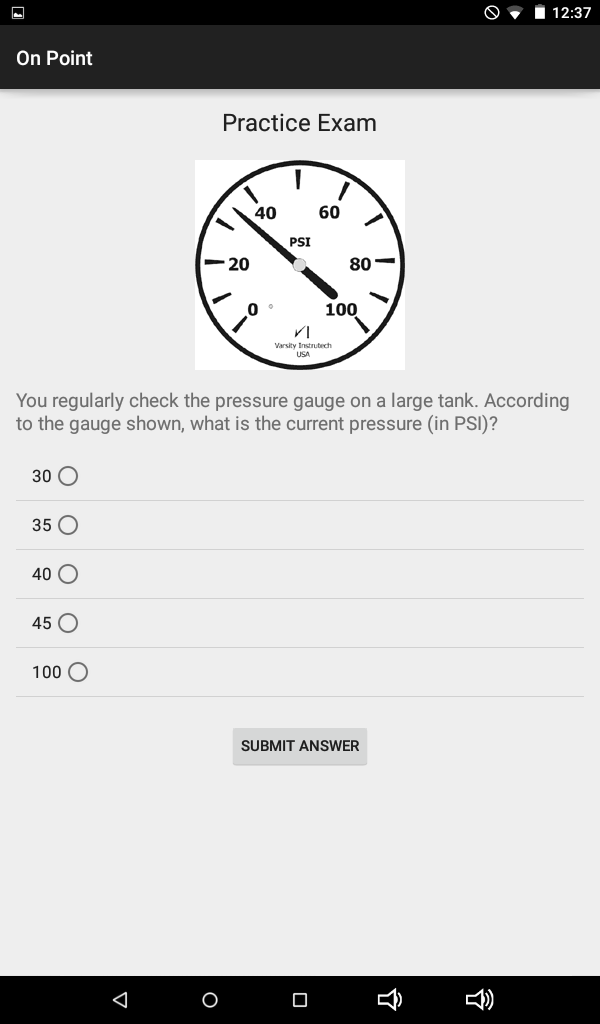 12:37
On Point
Practice Exam
40 60
PSI
20 80
0 100
Varsity Instrutech
USA
You regularly check the pressure gauge on a large tank. According
to the gauge shown, what is the current pressure (in PSI)?
30
35
40
45
100
SUBMIT ANSWER